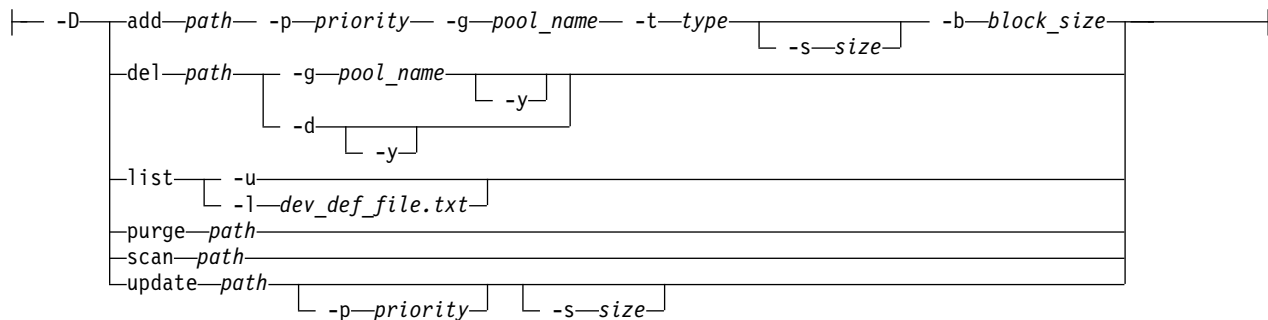 -D add path -p priority -g pool_name -t type -s size -b block_size
del path -g pool_name -y
-d -y
list -u
-l dev_def_file.txt
purge path
scan path
update path -p priority -s size